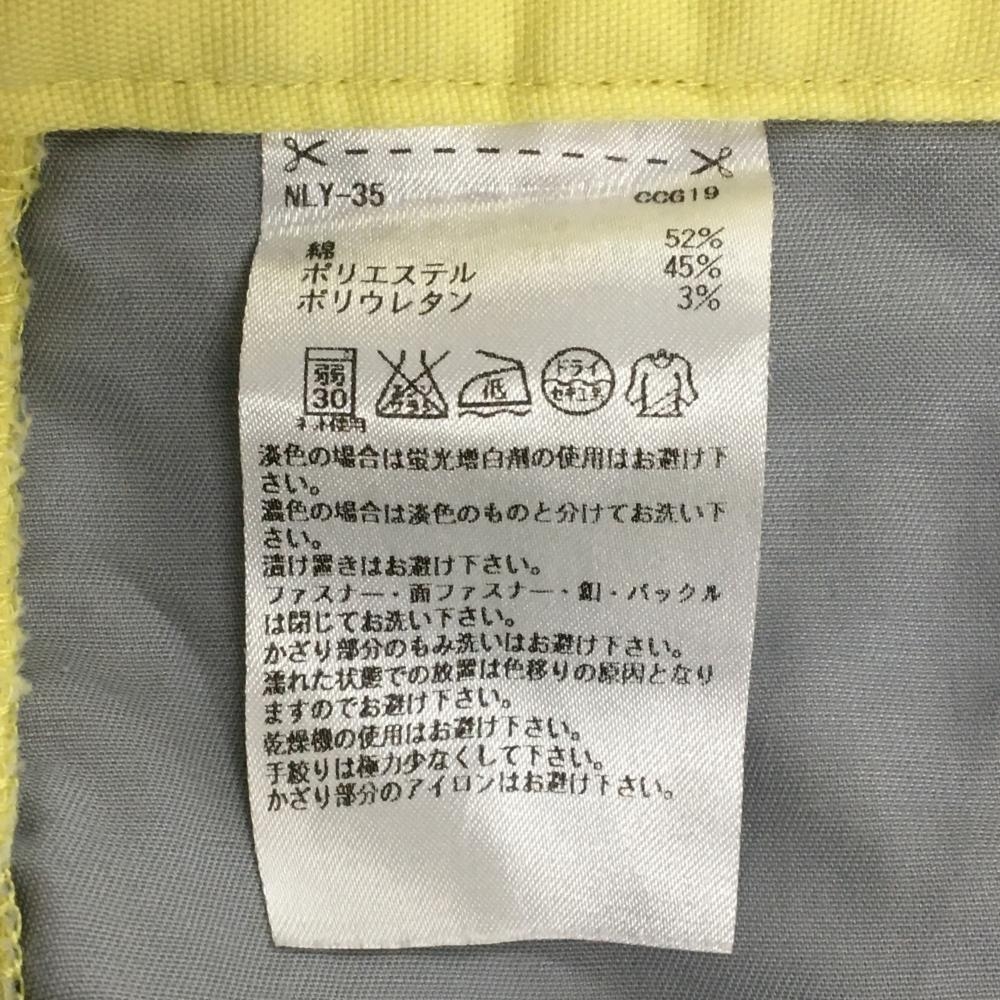 NLY-35 CCG19
綿 52%
ポリエステル 45%
ポリウレタン 3%
弱
30
ネット使用
エンソ
サラシ
低
ドライ
セキユ系
淡色の場合は蛍光増白剤の使用はお避け下
さい。
濃色の場合は淡色のものと分けてお洗い下
さい。
漬け置きはお避け下さい。
ファスナー・面ファスナー・釦・バックル
は閉じてお洗い下さい。
かざり部分のもみ洗いはお避け下さい。
濡れた状態での放置は色移りの原因となり
ますのでお避け下さい。
乾燥機の使用はお避け下さい。
手絞りは極力少なくして下さい。
かざり部分のアイロンはお避け下さい。